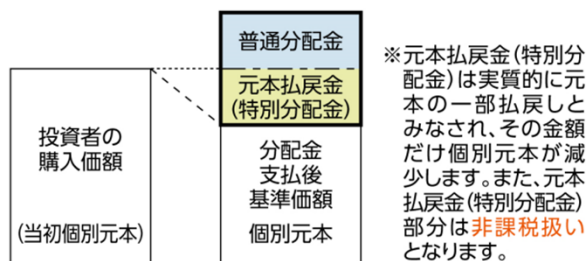 普通分配金
元本払戻金
(特別分配金)
投資者の
購入価額
(当初個別元本)
分配金
支払後
基準価額
個別元本
※元本払戻金(特別分
配金)は実質的に元
本の一部払戻しと
みなされ、その金額
だけ個別元本が減
少します。また、元本
払戻金(特別分配金)
部分は非課税扱い
となります。